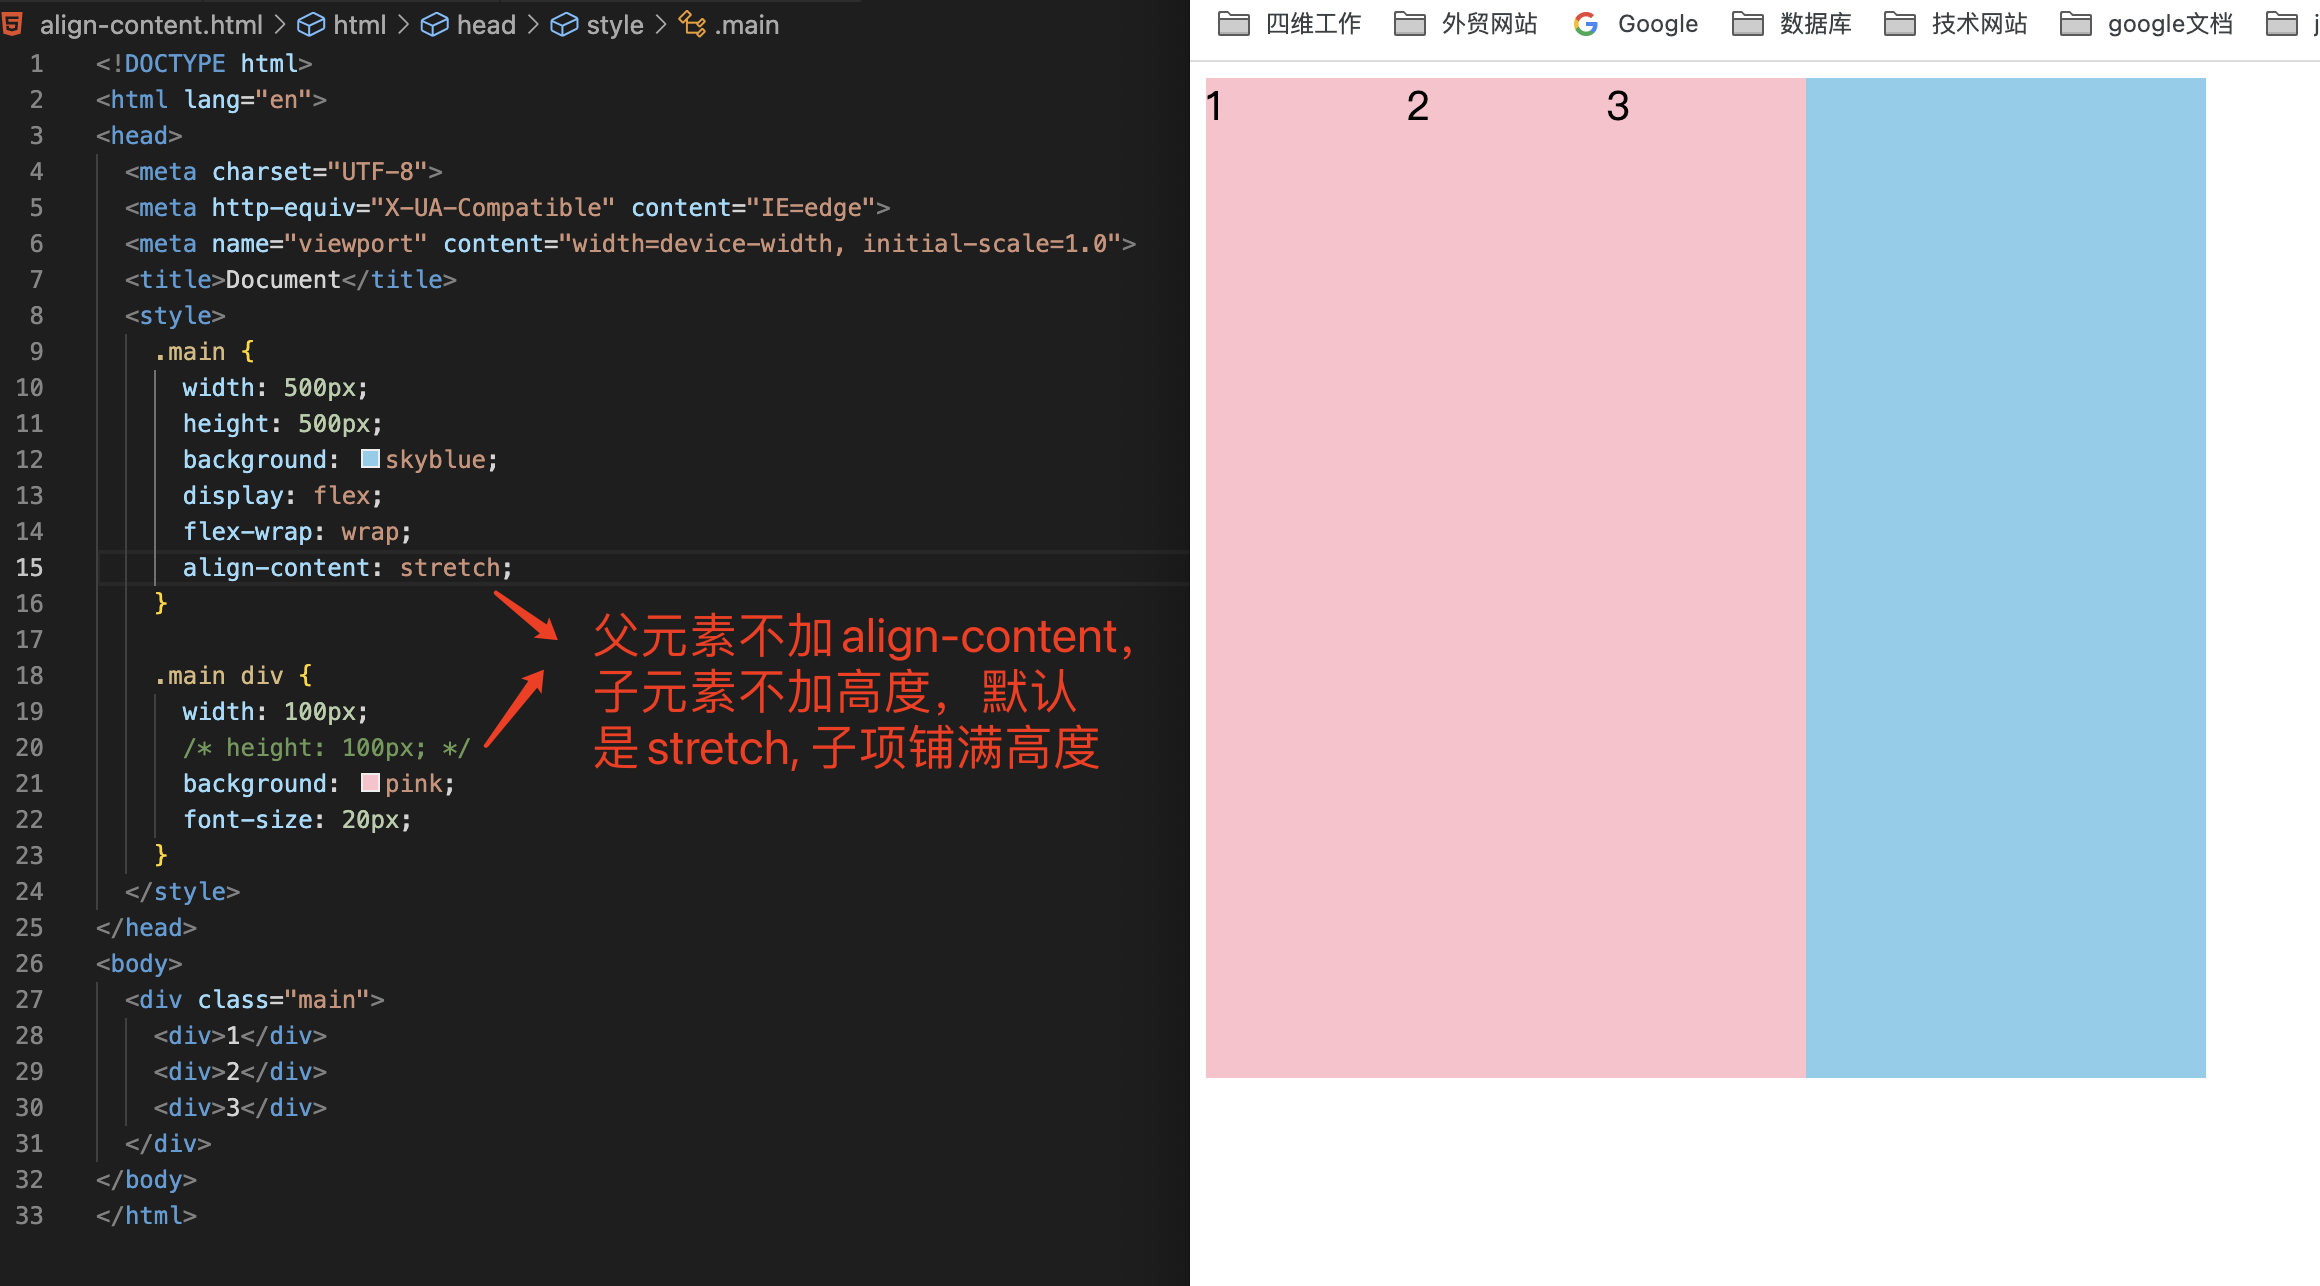 align-content.html > html > head > style > .main
1 <!DOCTYPE html>
2 <html lang="en">
3 <head>
4 <meta charset="UTF-8">
5 <meta http-equiv="X-UA-Compatible" content="IE=edge">
6 <meta name="viewport" content="width=device-width, initial-scale=1.0">
7 <title>Document</title>
8 <style>
9 .main {
10 width: 500px;
11 height: 500px;
12 background: skyblue;
13 display: flex;
14 flex-wrap: wrap;
15 align-content: stretch;
16 }
17
18 .main div {
19 width: 100px;
20 /* height: 100px; */
21 background: pink;
22 font-size: 20px;
23 }
24 </style>
25 </head>
26 <body>
27 <div class="main">
28 <div>1</div>
29 <div>2</div>
30 <div>3</div>
31 </div>
32 </body>
33 </html>
父元素不加align-content,
子元素不加高度，默认
是stretch, 子项铺满高度
四维工作 外贸网站 Google 数据库 技术网站 google文档
1 2 3